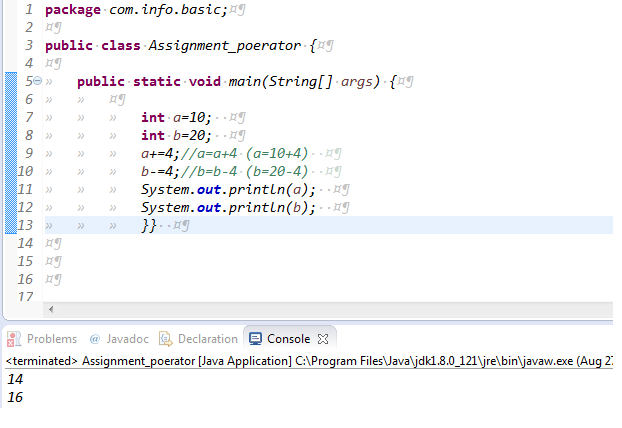 1 package com.info.basic;¤¶
2 ¤¶
3 public class Assignment_poerator {¤¶
4 ¤¶
5 » public static void main(String[] args) {¤¶
6 » » ¤¶
7 » » » int a=10; ··¤¶
8 » » » int b=20; ··¤¶
9 » » » a+=4;//a=a+4 (a=10+4) ··¤¶
10 » » » b-=4;//b=b-4 (b=20-4) ··¤¶
11 » » » System.out.println(a); ··¤¶
12 » » » System.out.println(b); ··¤¶
13 » » » }} ··¤¶
14 ¤¶
15 ¤¶
16 ¤¶
17
Problems @ Javadoc Declaration Console
<terminated> Assignment_poerator [Java Application] C:\Program Files\Java\jdk1.8.0_121\jre\bin\javaw.exe (Aug 27
14
16